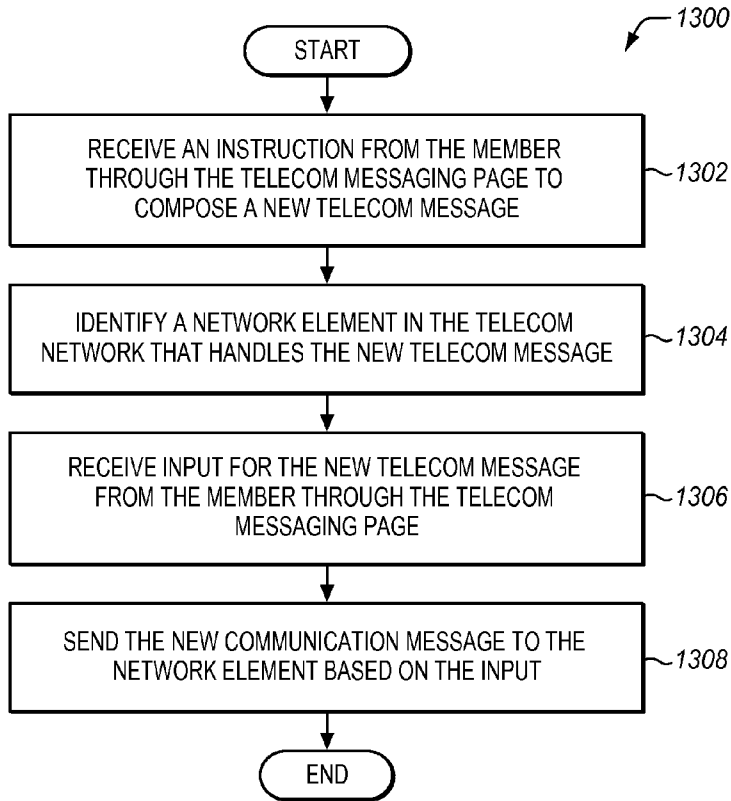 1300
START
RECEIVE AN INSTRUCTION FROM THE MEMBER
THROUGH THE TELECOM MESSAGING PAGE TO
COMPOSE A NEW TELECOM MESSAGE
1302
IDENTIFY A NETWORK ELEMENT IN THE TELECOM
NETWORK THAT HANDLES THE NEW TELECOM MESSAGE
1304
RECEIVE INPUT FOR THE NEW TELECOM MESSAGE
FROM THE MEMBER THROUGH THE TELECOM
MESSAGING PAGE
1306
SEND THE NEW COMMUNICATION MESSAGE TO THE
NETWORK ELEMENT BASED ON THE INPUT
1308
END